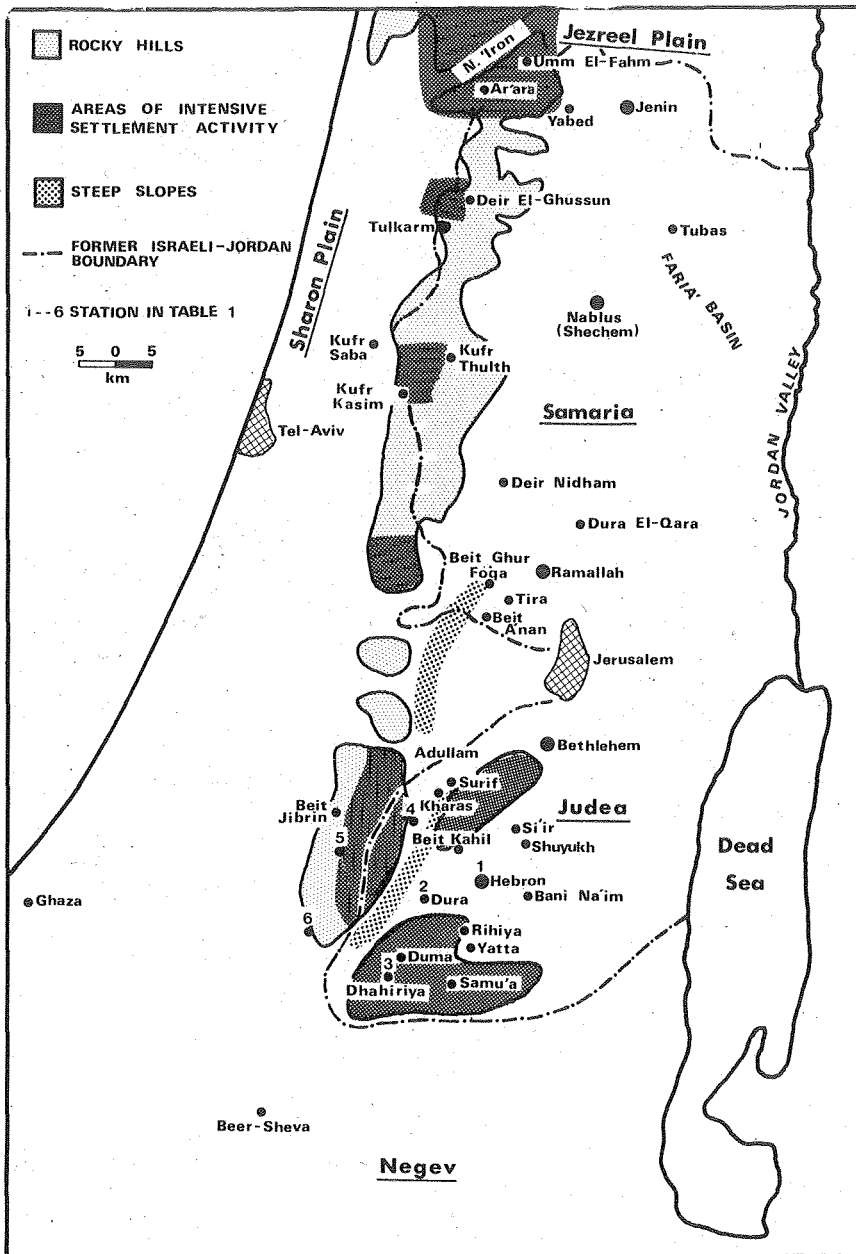 ROCKY HILLS
AREAS OF INTENSIVE
SETTLEMENT ACTIVITY
STEEP SLOPES
FORMER ISRAELI-JORDAN
BOUNDARY
1--6 STATION IN TABLE 1
5 0 5
km
Jezreel Plain
N. 'Iron
Umm El-Fahm
Ar'ara
Yabed
Jenin
Deir El-Ghussun
Tulkarm
Tubas
Sharon Plain
FARIA' BASIN
Nablus
(Shechem)
Kufr
Saba
Kufr
Thulth
Kufr
Kasim
JORDAN VALLEY
Samaria
Tel-Aviv
Deir Nidham
Dura El-Qara
Beit Ghur
Foqa
Ramallah
Tira
Beit
A'nan
Jerusalem
Adullam
Bethlehem
Surif
Kharas
4
Beit
Jibrin
Judea
Si'ir
Beit Kahil
Shuyukh
5
Dead
Sea
1
Hebron
2
Dura
Bani Na'im
Ghaza
6
Rihiya
Yatta
Duma
3
Dhahiriya
Samu'a
Beer-Sheva
Negev